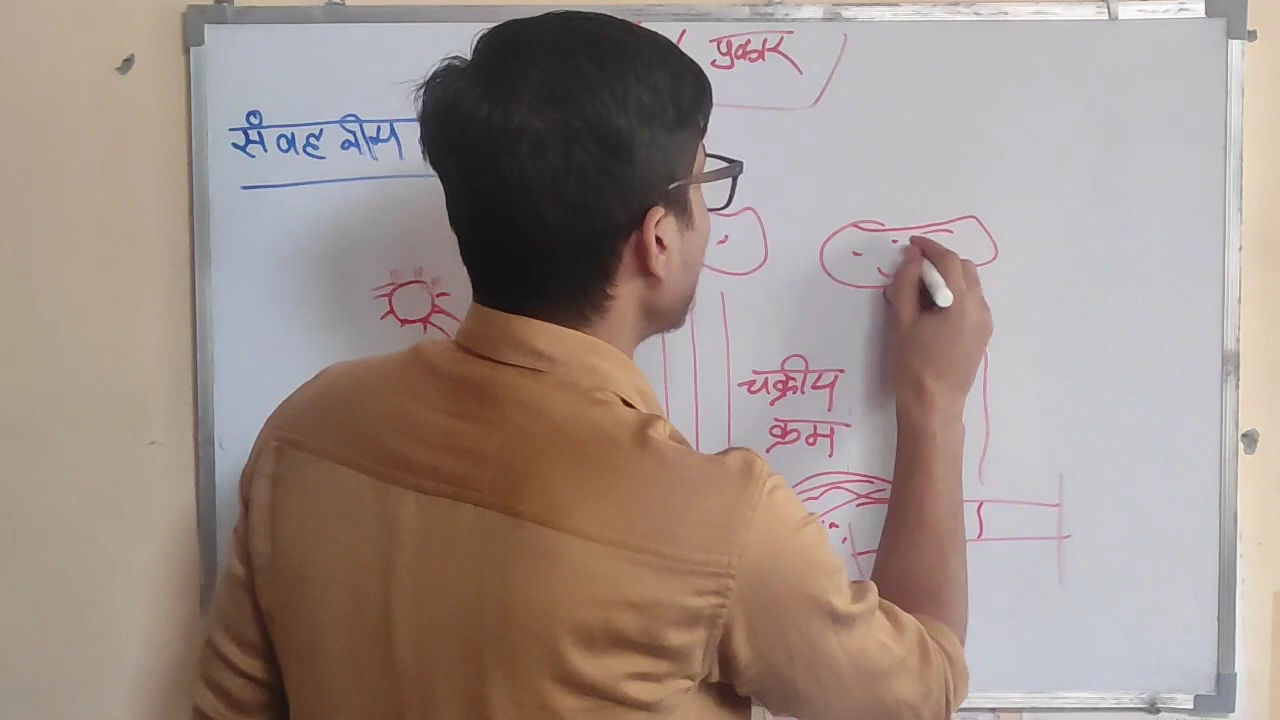 प्रकार
संवहनीय
चक्रीय
क्रम